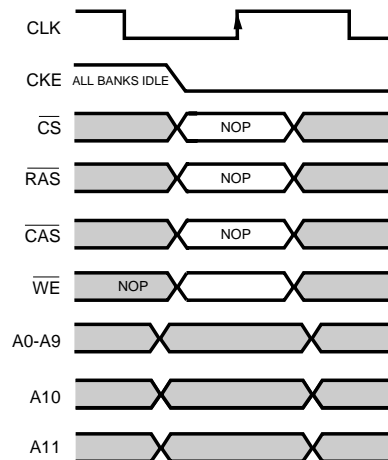 CLK
CKE ALL BANKS IDLE
CS NOP
RAS NOP
CAS NOP
WE NOP
A0-A9
A10
A11